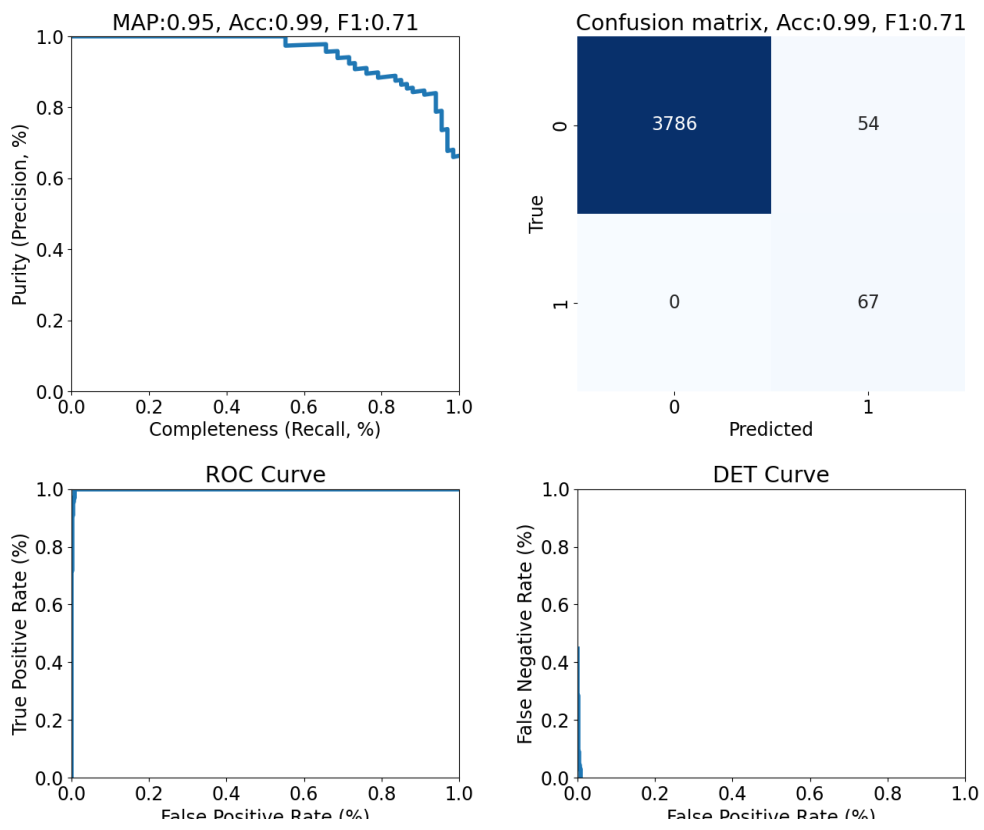 MAP:0.95, Acc:0.99, F1:0.71
1.0
0.8
0.6
0.4
0.2
0.0
Purity (Precision, %)
0.0 0.2 0.4 0.6 0.8 1.0
Completeness (Recall, %)
Confusion matrix, Acc:0.99, F1:0.71
3786 54
0 67
0
1
True
0 1
Predicted
ROC Curve
1.0
0.8
0.6
0.4
0.2
0.0
True Positive Rate (%)
0.0 0.2 0.4 0.6 0.8 1.0
False Positive Rate (%)
DET Curve
1.0
0.8
0.6
0.4
0.2
0.0
False Negative Rate (%)
0.0 0.2 0.4 0.6 0.8 1.0
False Positive Rate (%)